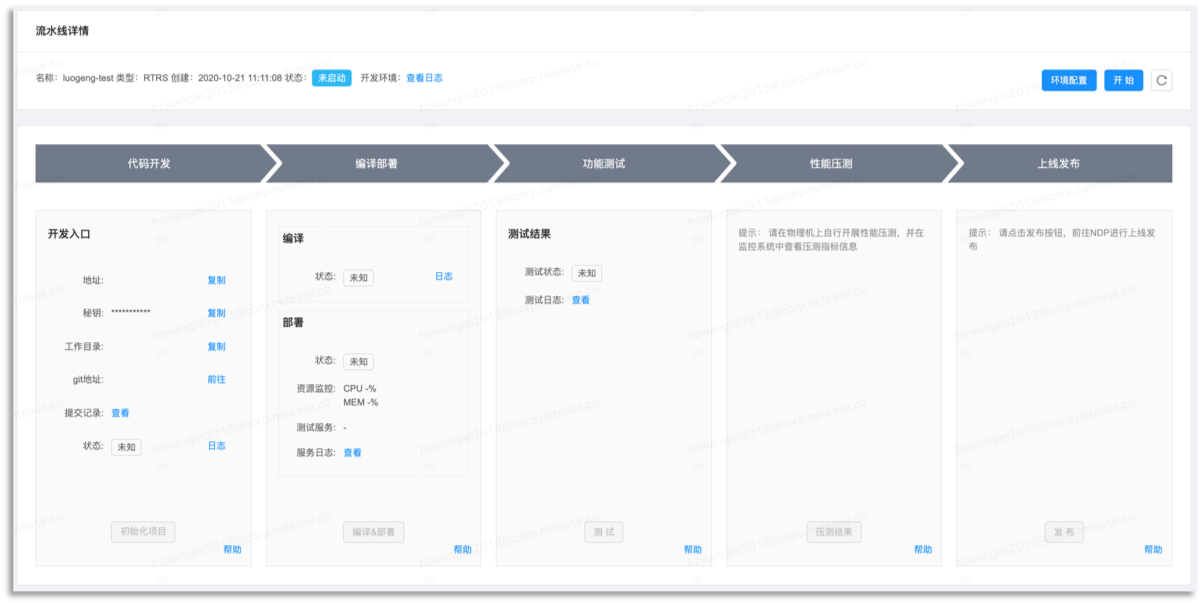 流水线详情
名称：luogeng-test 类型：RTRS 创建：2020-10-21 11:11:08 状态： 未启动 开发环境：查看日志
环境配置 开 始
代码开发 编译部署 功能测试 性能压测 上线发布
开发入口
地址: 复制
秘钥: *********** 复制
工作目录: 复制
git地址: 前往
提交记录: 查看
状态: 未知 日志
初始化项目
帮助
编译
状态: 未知 日志
部署
状态: 未知
资源监控: CPU -%
MEM -%
测试服务: -
服务日志: 查看
编译&部署
帮助
测试结果
测试状态: 未知
测试日志: 查看
测 试
帮助
提示： 请在物理机上自行开展性能压测，并在
监控系统中查看压测指标信息
压测结果
帮助
提示： 请点击发布按钮，前往NDP进行上线发
布
发 布
帮助
hzwanglei2013@corp.netease.co
m